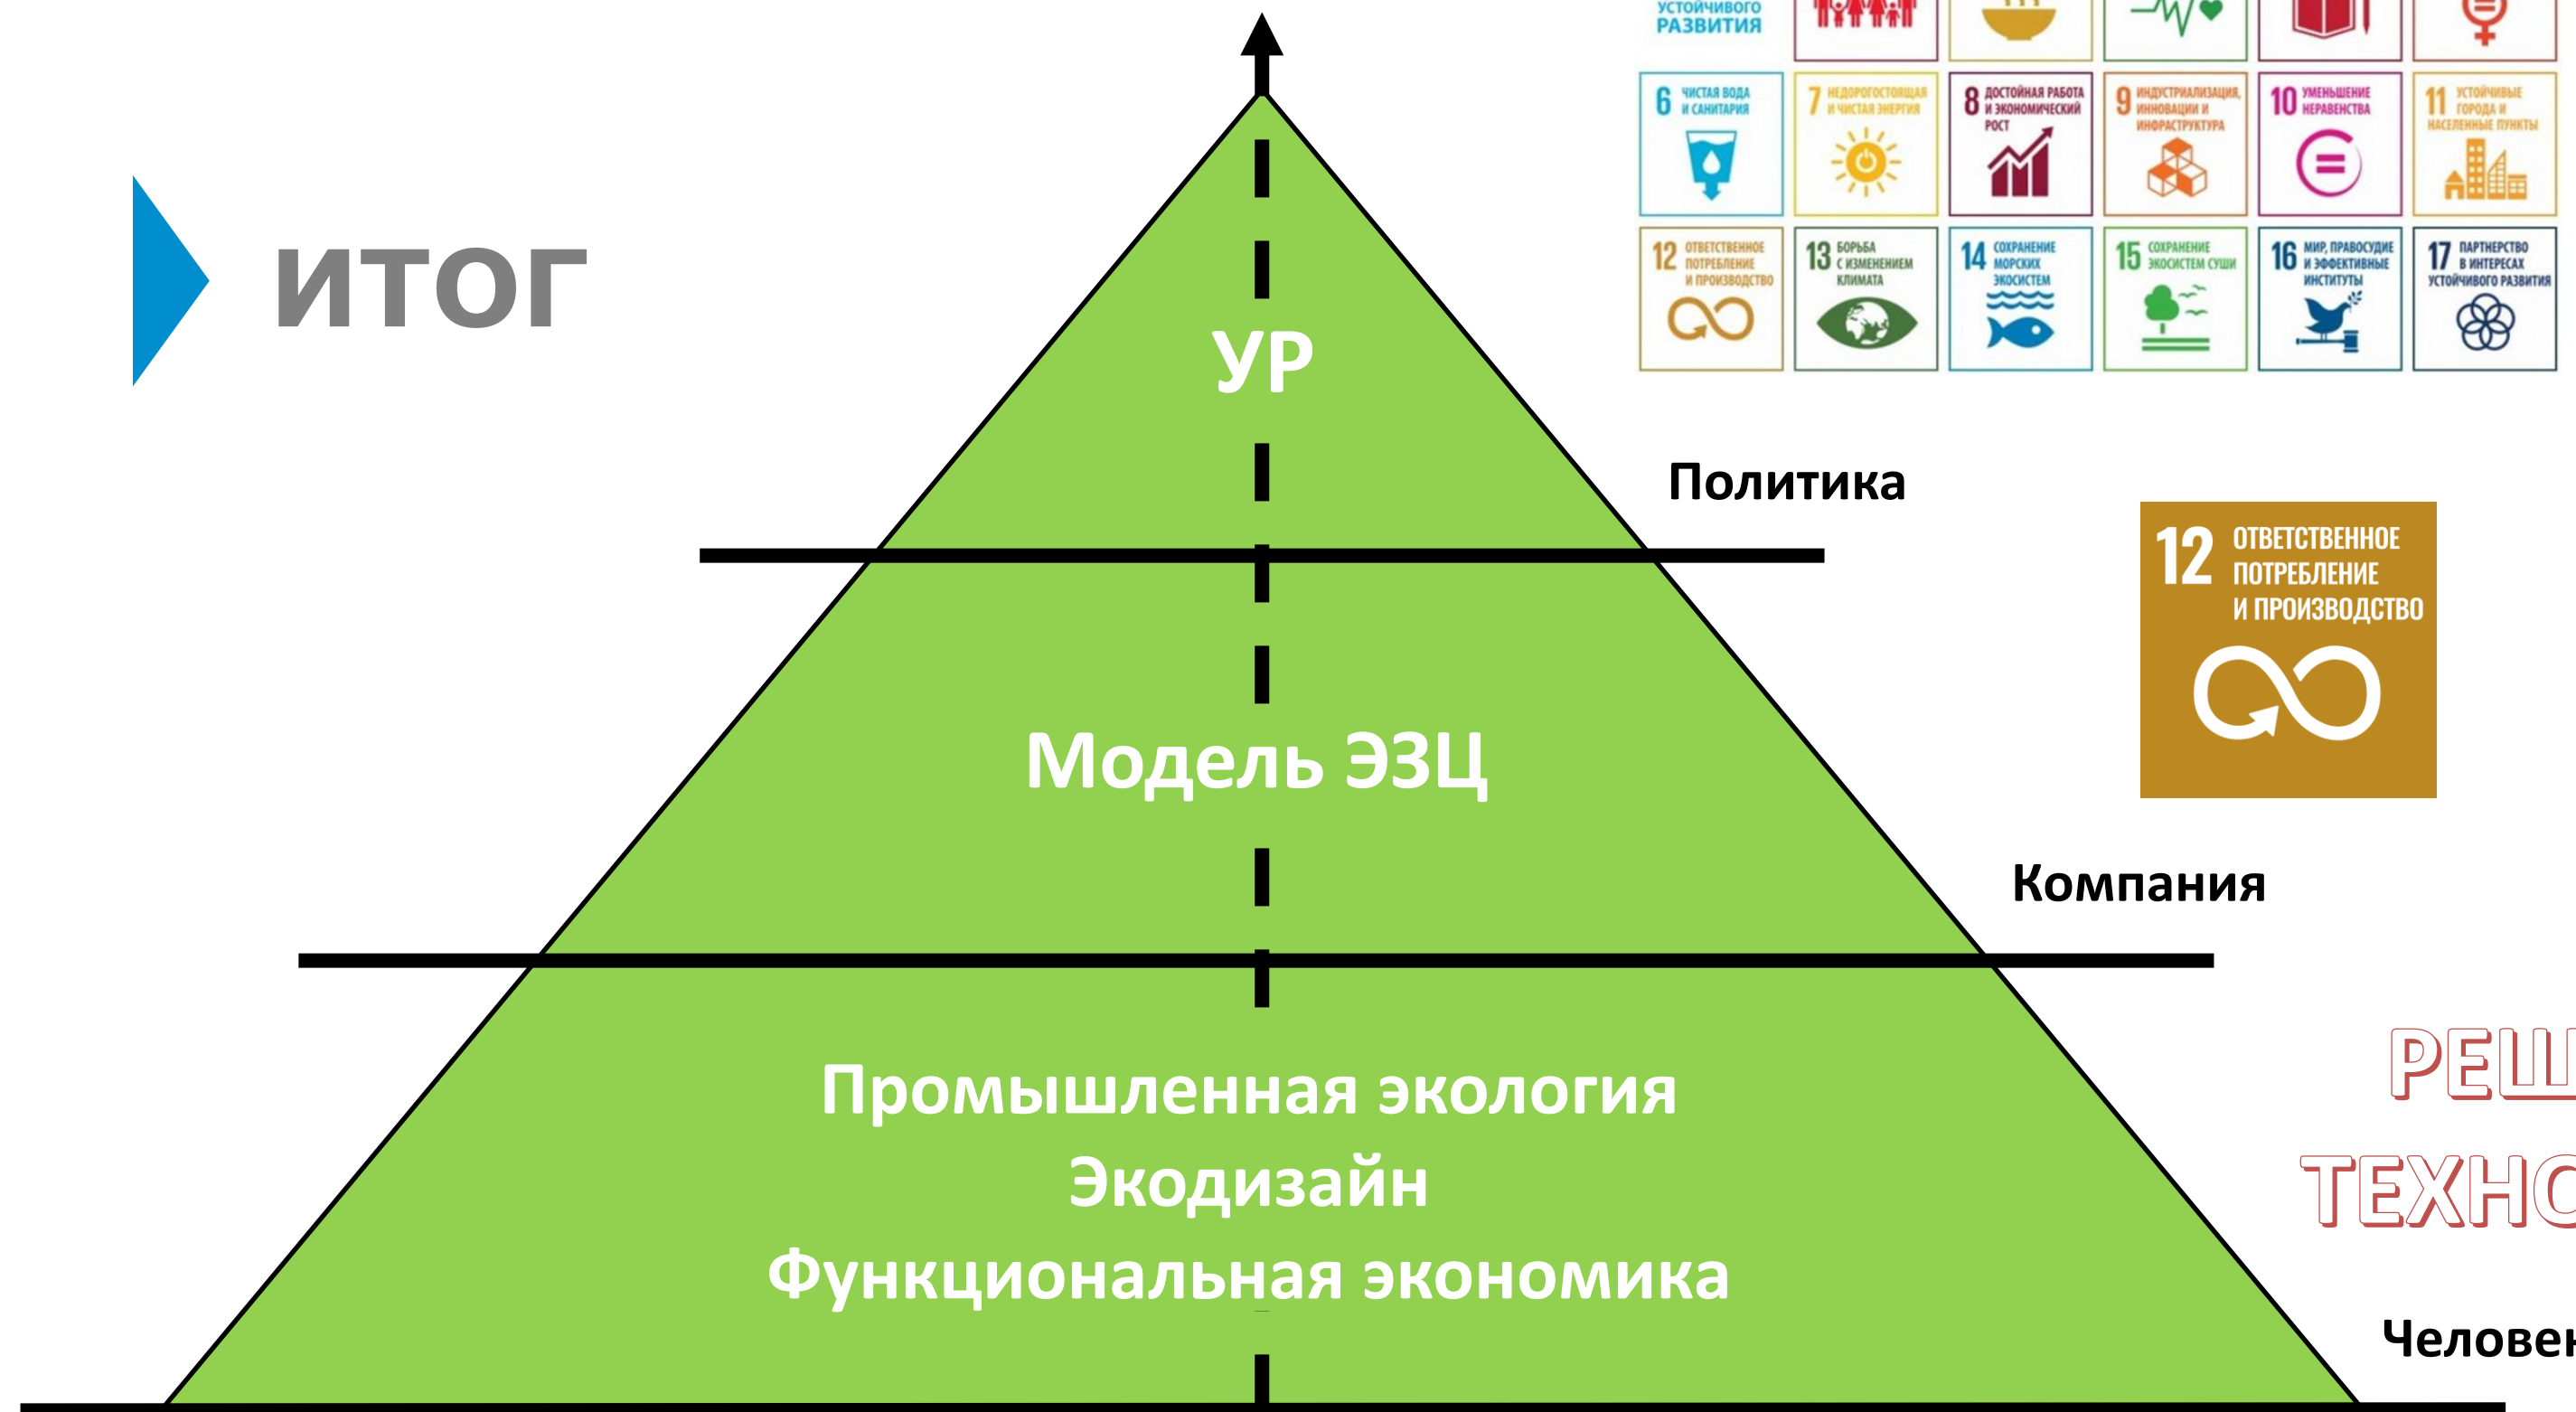 УСТОЙЧИВОГО
РАЗВИТИЯ
6 ЧИСТАЯ ВОДА
И САНИТАРИЯ
7 НЕДОРОГОСТОЯЩАЯ
И ЧИСТАЯ ЭНЕРГИЯ
8 ДОСТОЙНАЯ РАБОТА
И ЭКОНОМИЧЕСКИЙ
РОСТ
9 ИНДУСТРИАЛИЗАЦИЯ,
ИННОВАЦИИ И
ИНФРАСТРУКТУРА
10 УМЕНЬШЕНИЕ
НЕРАВЕНСТВА
11 УСТОЙЧИВЫЕ
ГОРОДА И
НАСЕЛЕННЫЕ ПУНКТЫ
12 ОТВЕТСТВЕННОЕ
ПОТРЕБЛЕНИЕ
И ПРОИЗВОДСТВО
13 БОРЬБА
С ИЗМЕНЕНИЕМ
КЛИМАТА
14 СОХРАНЕНИЕ
МОРСКИХ
ЭКОСИСТЕМ
15 СОХРАНЕНИЕ
ЭКОСИСТЕМ СУШИ
16 МИР, ПРАВОСУДИЕ
И ЭФФЕКТИВНЫЕ
ИНСТИТУТЫ
17 ПАРТНЕРСТВО
В ИНТЕРЕСАХ
УСТОЙЧИВОГО РАЗВИТИЯ
ИТОГ
УР
Политика
12 ОТВЕТСТВЕННОЕ
ПОТРЕБЛЕНИЕ
И ПРОИЗВОДСТВО
Модель ЭЗЦ
Компания
Промышленная экология
Экодизайн
Функциональная экономика